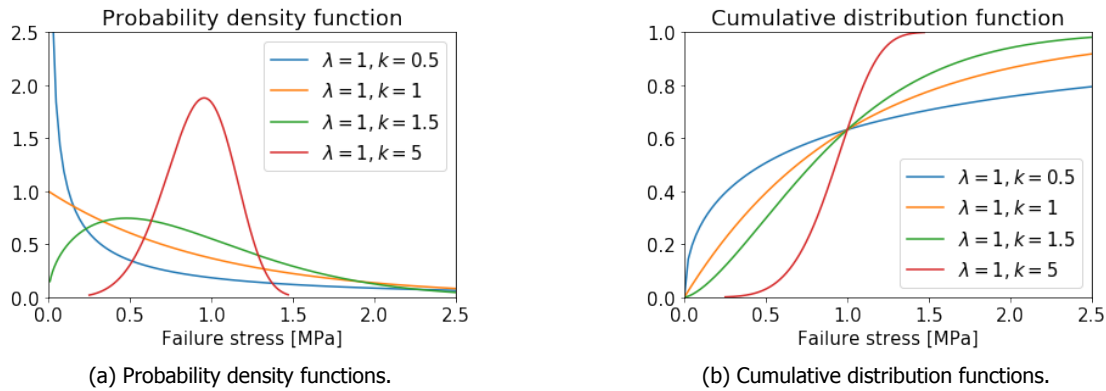 Probability density function
2.5
2.0
1.5
1.0
0.5
0.0
λ = 1, k = 0.5
λ = 1, k = 1
λ = 1, k = 1.5
λ = 1, k = 5
0.0 0.5 1.0 1.5 2.0 2.5
Failure stress [MPa]
(a) Probability density functions.
Cumulative distribution function
1.0
0.8
0.6
0.4
0.2
0.0
λ = 1, k = 0.5
λ = 1, k = 1
λ = 1, k = 1.5
λ = 1, k = 5
0.0 0.5 1.0 1.5 2.0 2.5
Failure stress [MPa]
(b) Cumulative distribution functions.